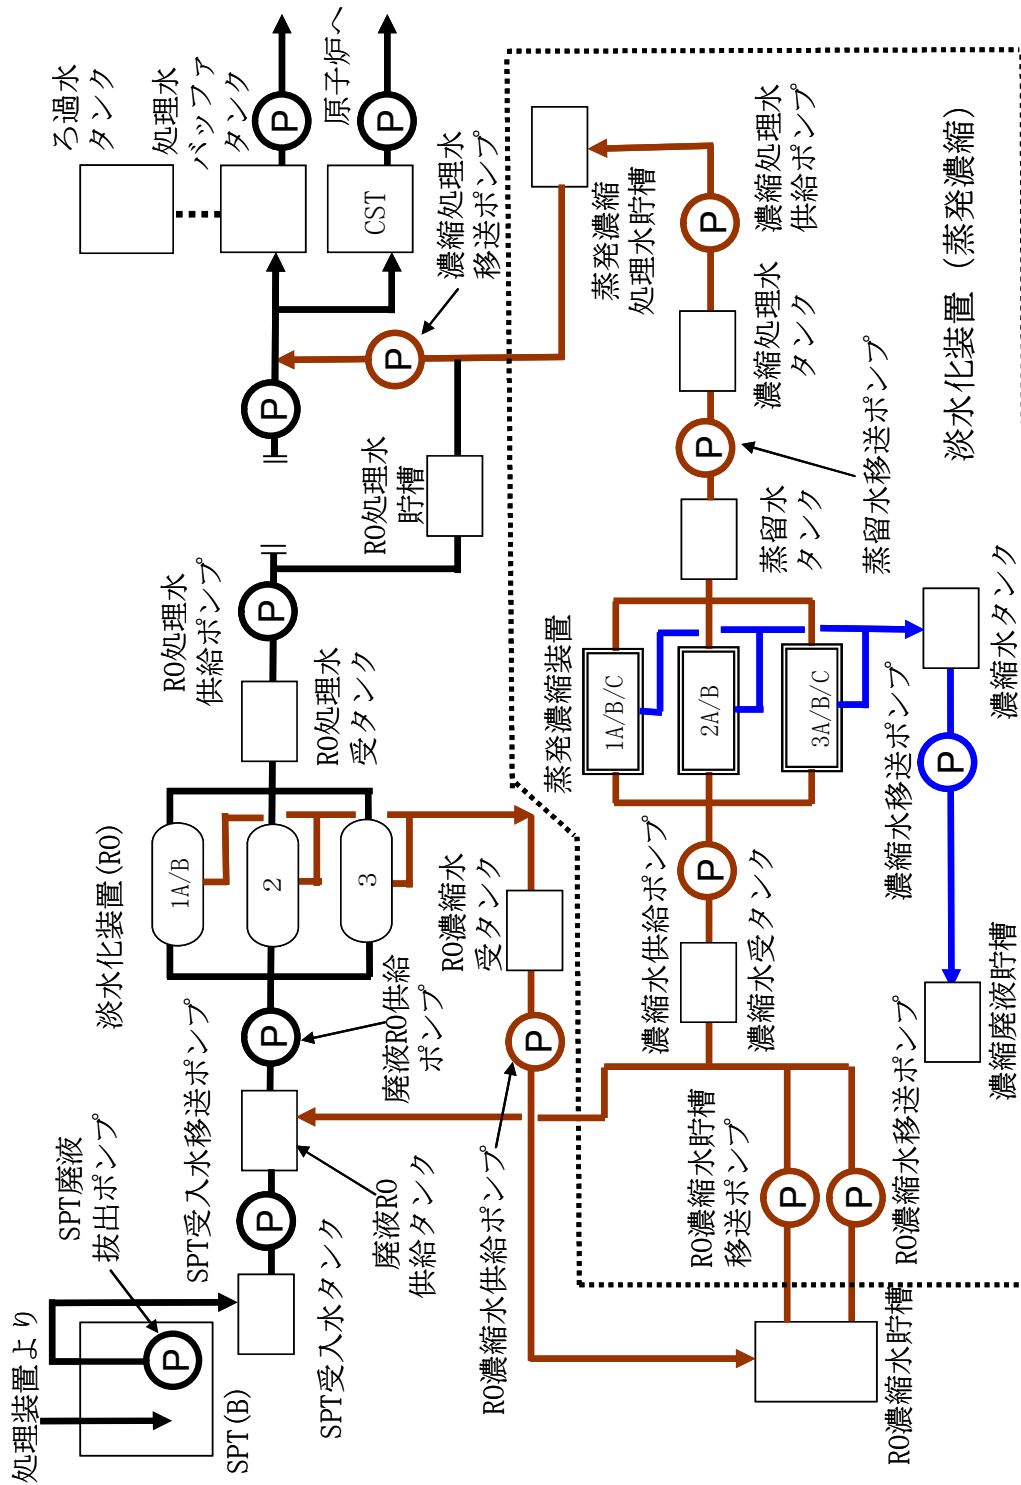 処理装置より
SPT(B)
P
SPT廃液
抜出ポンプ
SPT受入水タンク
P
SPT受入水移送ポンプ
廃液RO
供給タンク
P
廃液RO供給
ポンプ
淡水化装置(RO)
1A/B
2
3
RO処理水
受タンク
P
RO処理水
供給ポンプ
RO処理水
貯槽
P
P
濃縮処理水
移送ポンプ
ろ過水
タンク
処理水
バッファ
タンク
P
CST
P
原子炉へ
RO濃縮水
受タンク
P
RO濃縮水供給ポンプ
RO濃縮水貯槽
P
RO濃縮水貯槽
移送ポンプ
P
RO濃縮水移送ポンプ
濃縮水受タンク
P
濃縮水供給ポンプ
蒸発濃縮装置
1A/B/C
2A/B
3A/B/C
蒸留水
タンク
P
蒸留水移送ポンプ
濃縮処理水
タンク
P
濃縮処理水
供給ポンプ
蒸発濃縮
処理水貯槽
濃縮水タンク
P
濃縮水移送ポンプ
濃縮廃液貯槽
淡水化装置(蒸発濃縮)